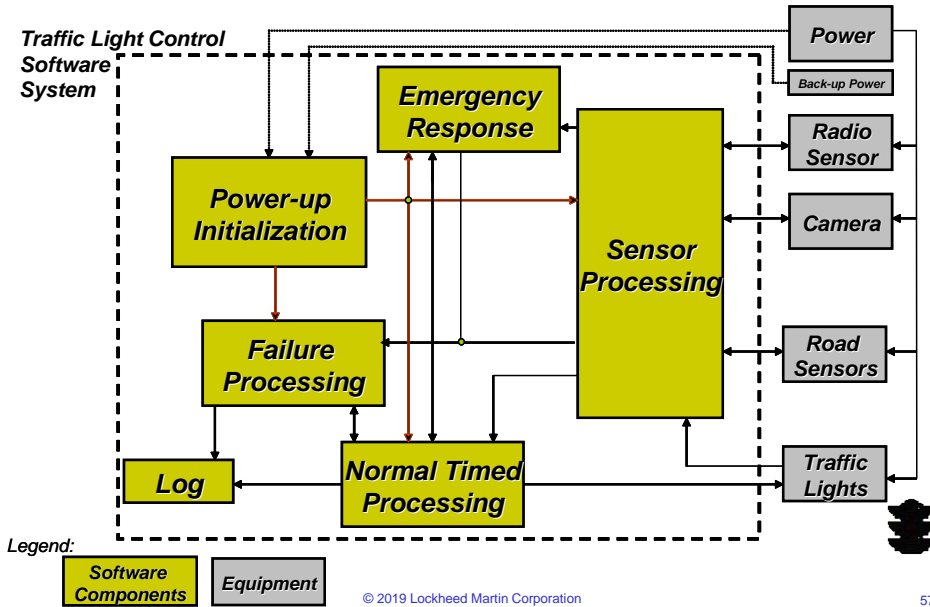 Traffic Light Control
Software
System
Power
Back-up Power
Emergency
Response
Radio
Sensor
Power-up
Initialization
Camera
Sensor
Processing
Failure
Processing
Road
Sensors
Log
Normal Timed
Processing
Traffic
Lights
Legend:
Software
Components
Equipment
© 2019 Lockheed Martin Corporation
57